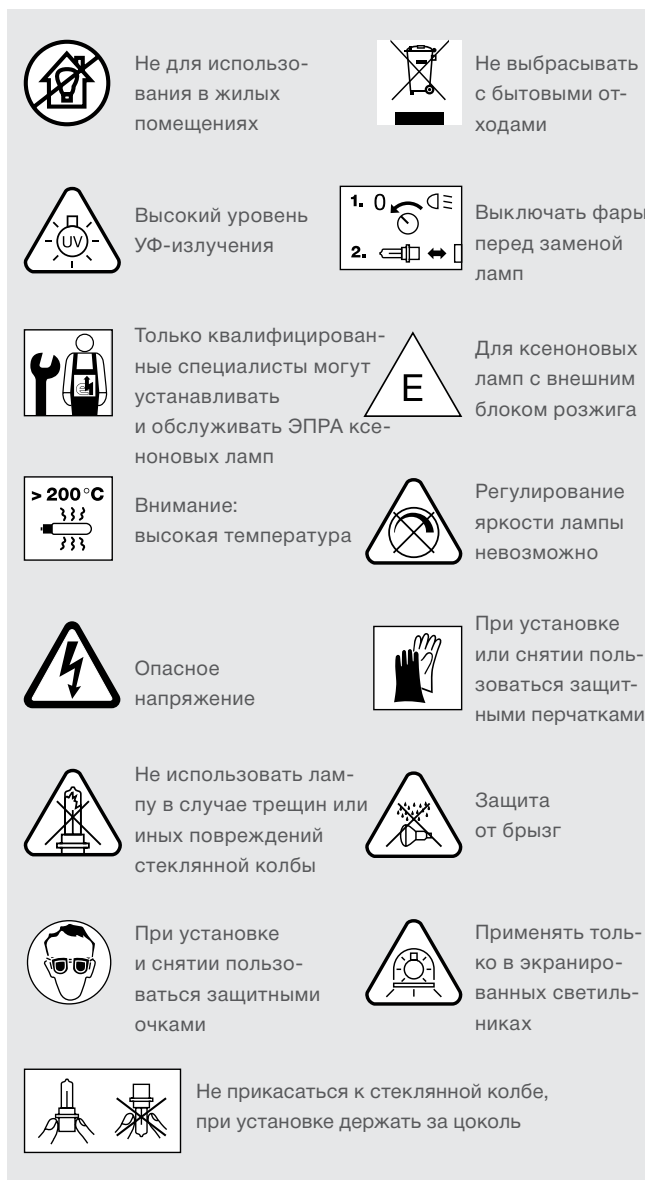 Не для использо-
вания в жилых
помещениях
Не выбрасывать
с бытовыми от-
ходами
UV
Высокий уровень
УФ-излучения
1. 0
2.
Выключать фары
перед заменой
ламп
Только квалифицирован-
ные специалисты могут
устанавливать
и обслуживать ЭПРА ксе-
ноновых ламп
E
Для ксеноновых
ламп с внешним
блоком розжига
> 200 °C
Внимание:
высокая температура
Регулирование
яркости лампы
невозможно
Опасное
напряжение
При установке
или снятии поль-
зоваться защит-
ными перчатками
Не использовать лам-
пу в случае трещин или
иных повреждений
стеклянной колбы
Защита
от брызг
При установке
и снятии пользо-
ваться защитными
очками
Применять толь-
ко в экраниро-
ванных светиль-
никах
Не прикасаться к стеклянной колбе,
при установке держать за цоколь